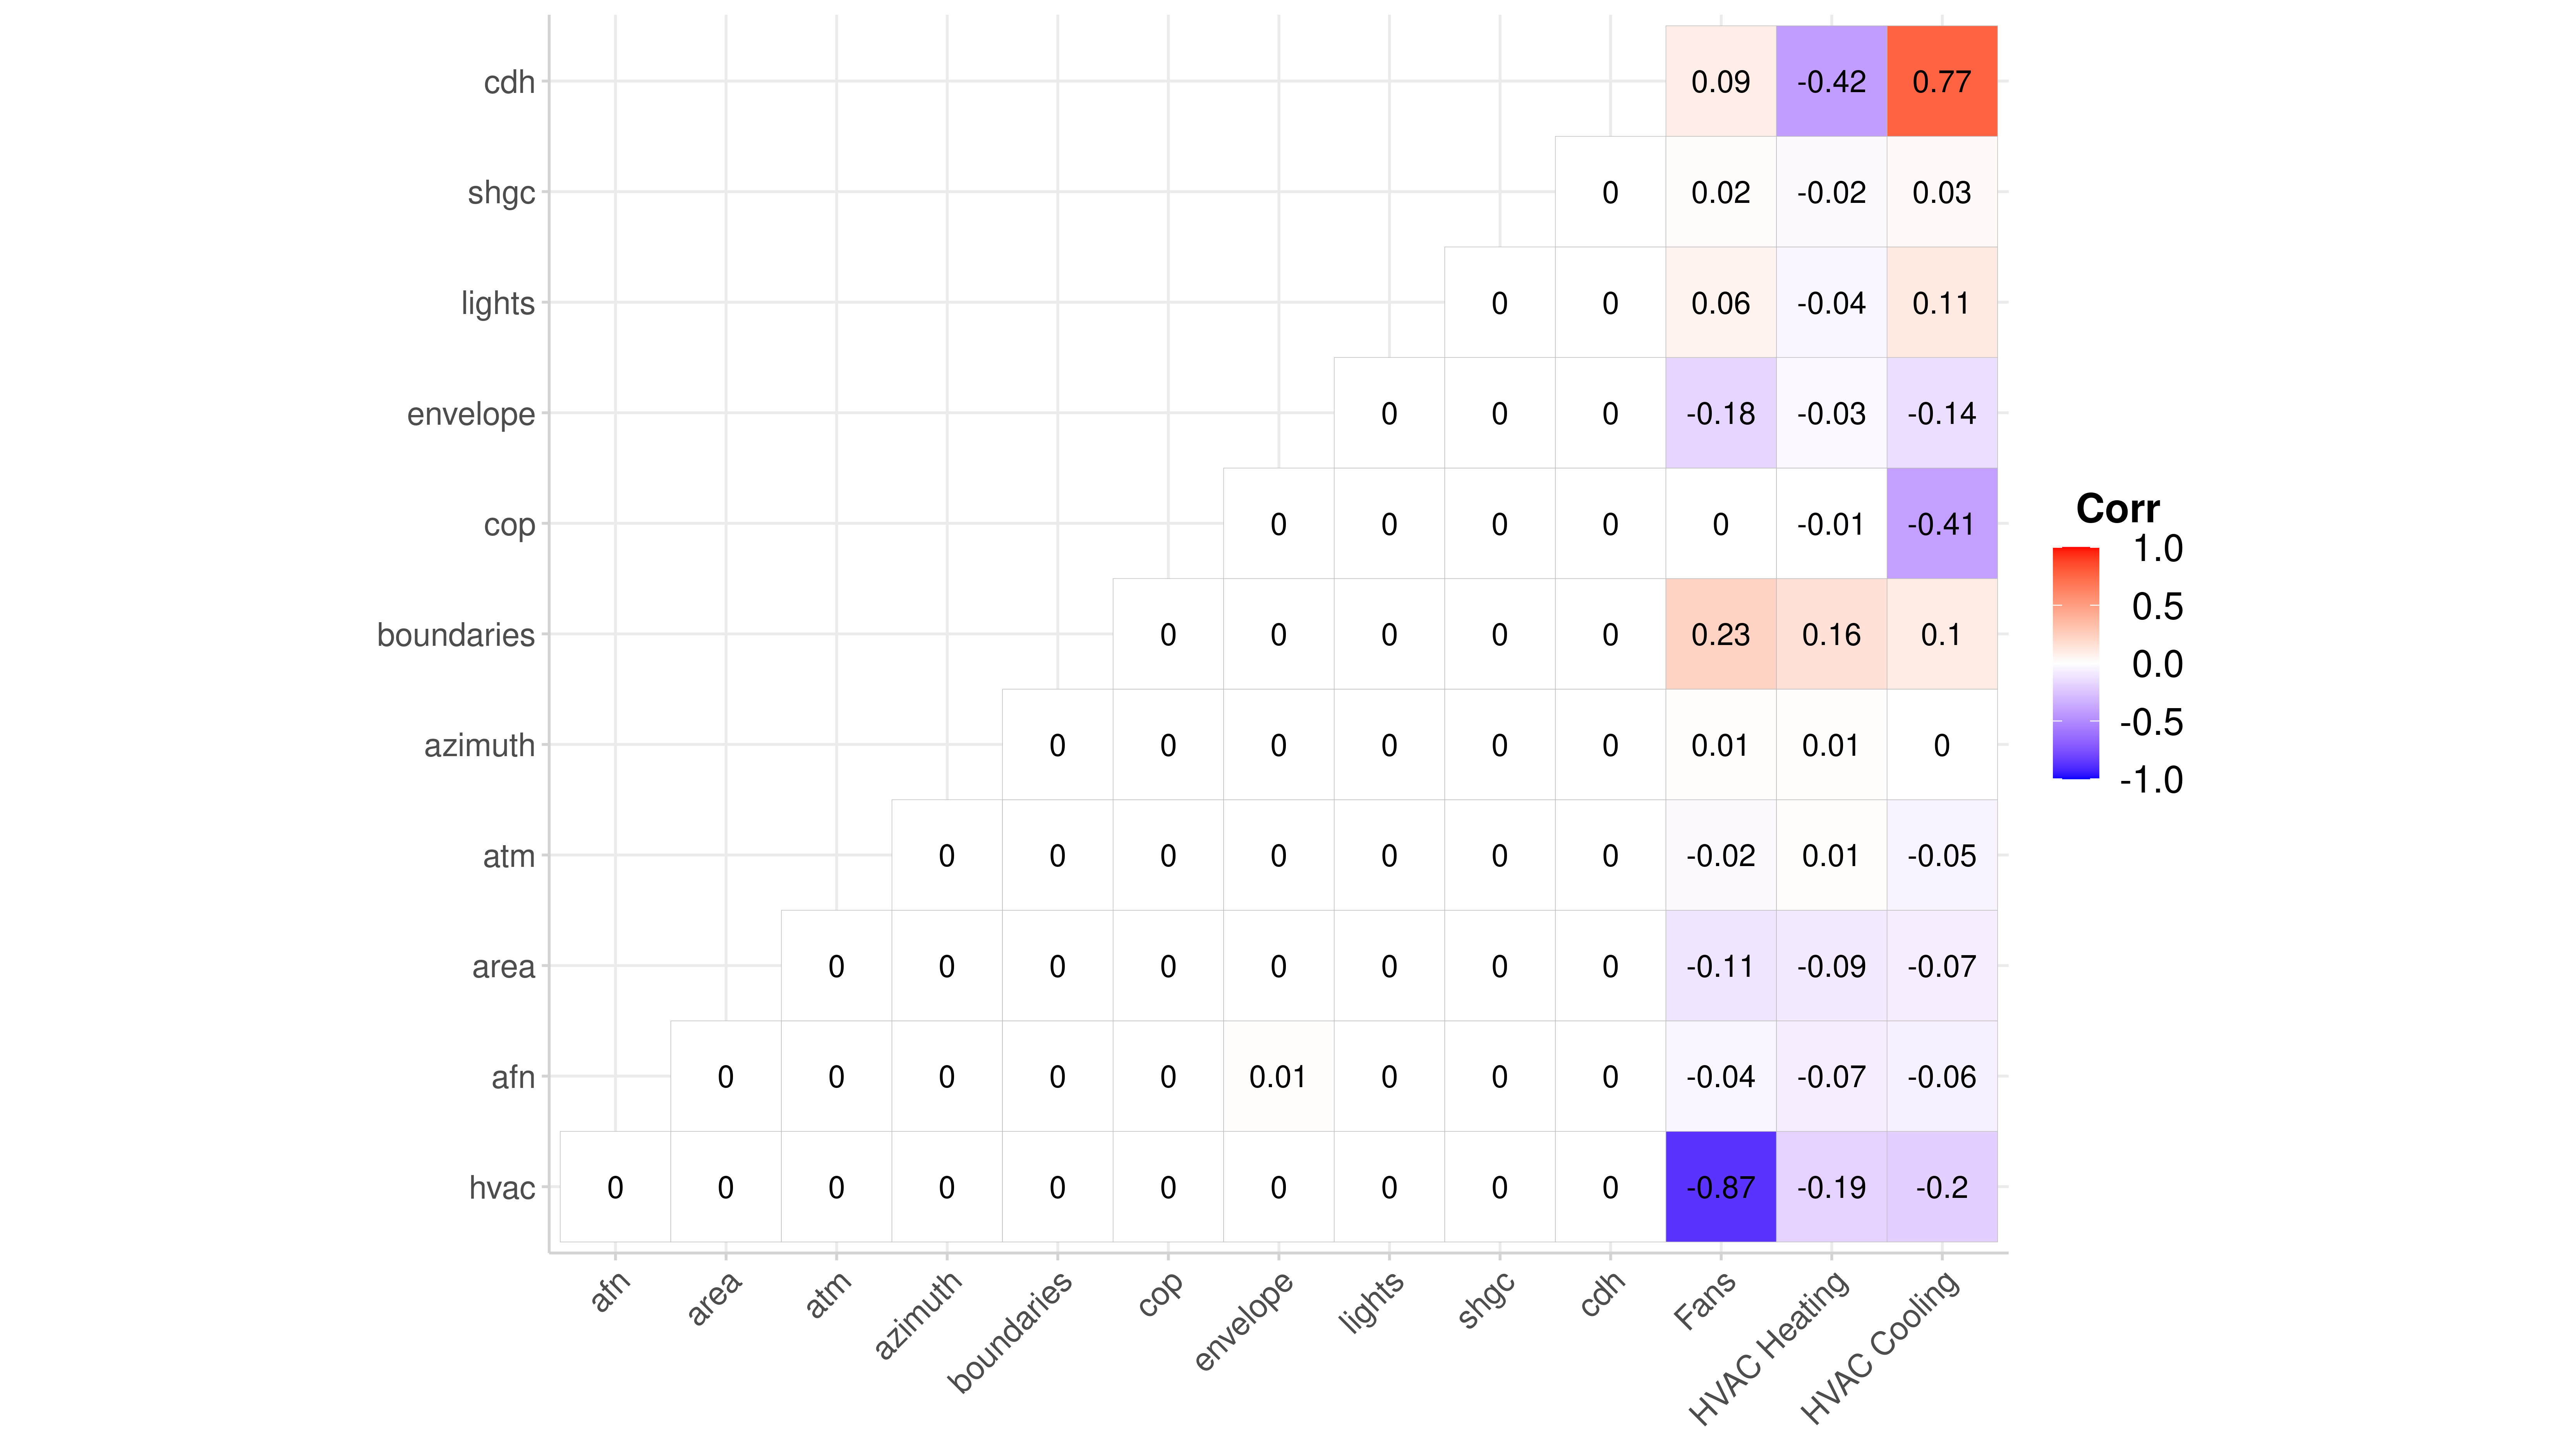 cdh 0.09 -0.42 0.77
shgc 0 0.02 -0.02 0.03
lights 0 0 0.06 -0.04 0.11
envelope 0 0 0 -0.18 -0.03 -0.14
cop 0 0 0 0 0 -0.01 -0.41
boundaries 0 0 0 0 0 0.23 0.16 0.1
azimuth 0 0 0 0 0 0 0.01 0.01 0
atm 0 0 0 0 0 0 0 -0.02 0.01 -0.05
area 0 0 0 0 0 0 0 0 -0.11 -0.09 -0.07
afn 0 0 0 0 0 0.01 0 0 0 -0.04 -0.07 -0.06
hvac 0 0 0 0 0 0 0 0 0 0 -0.87 -0.19 -0.2
afn area atm azimuth boundaries cop envelope lights shgc cdh Fans HVAC Heating HVAC Cooling
Corr
1.0
0.5
0.0
-0.5
-1.0